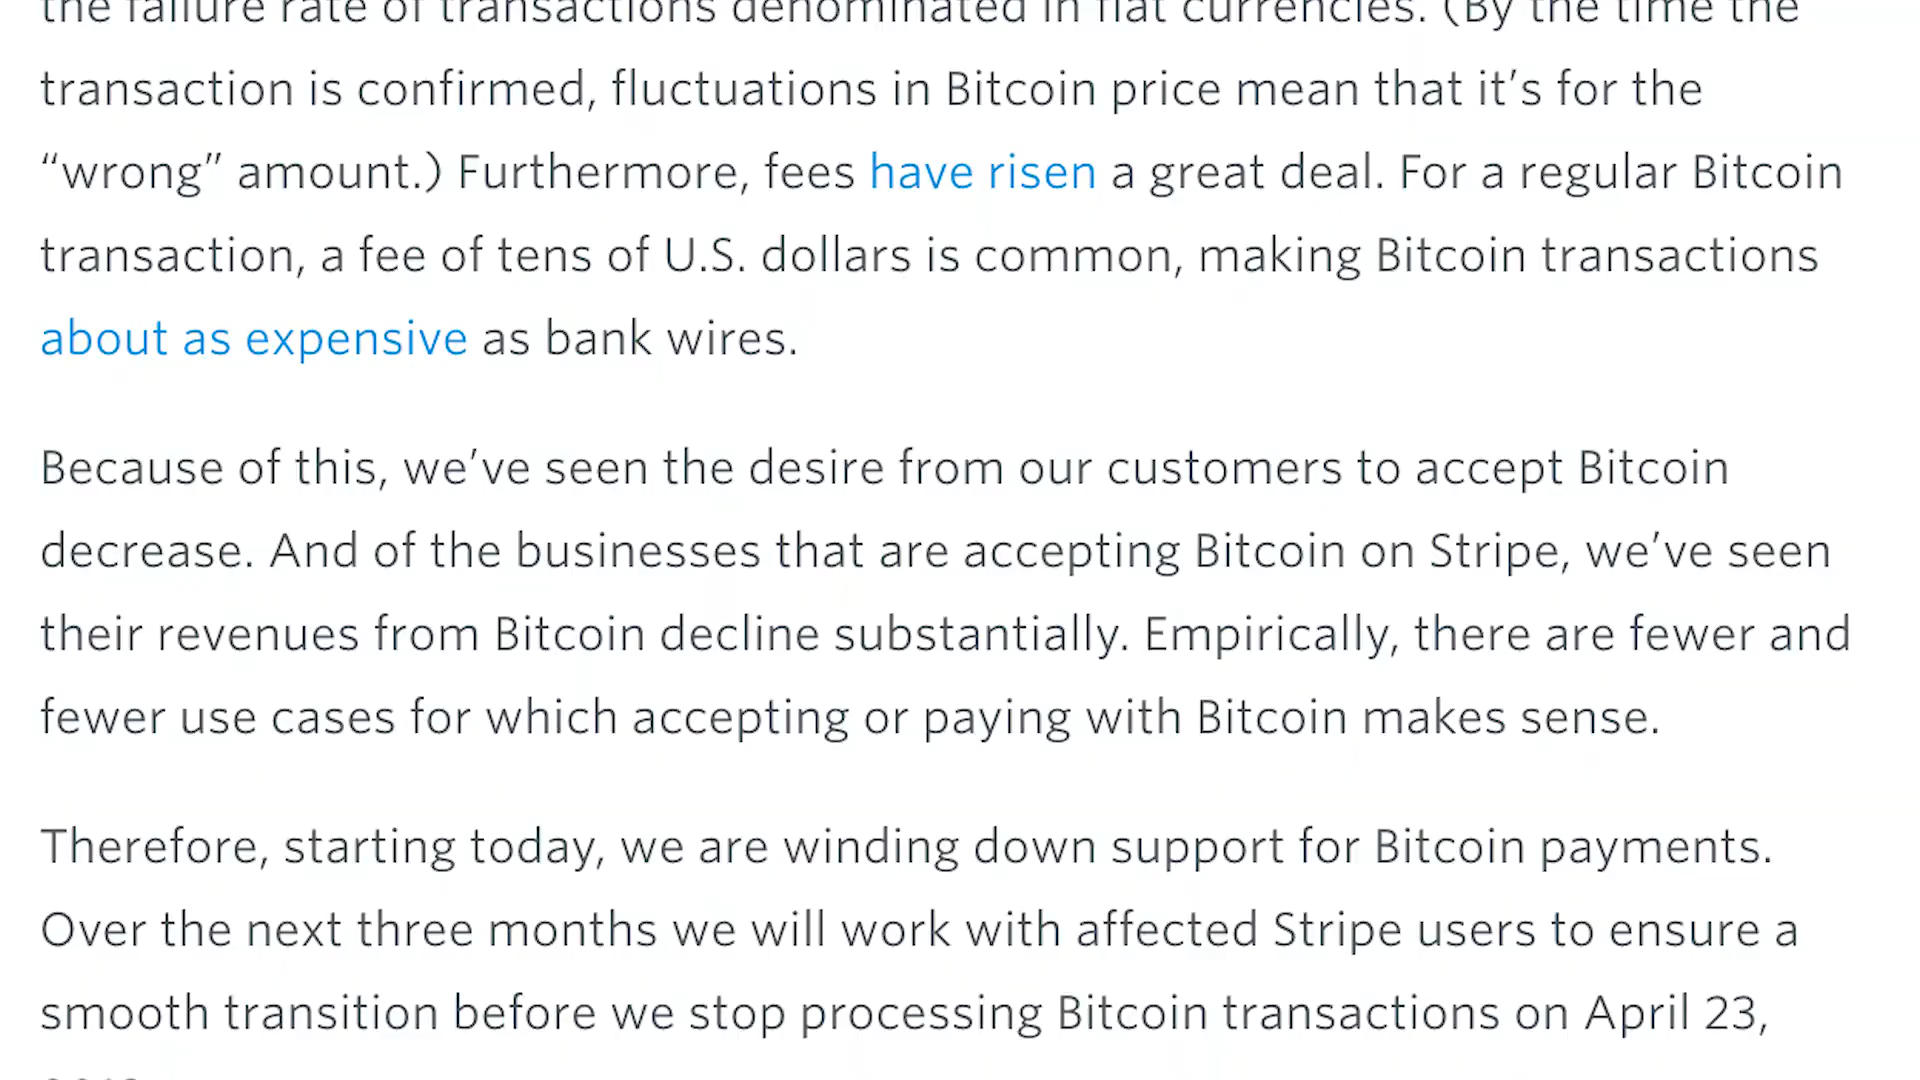 the failure rate of transactions denominated in fiat currencies. (By the time the
transaction is confirmed, fluctuations in Bitcoin price mean that it’s for the
“wrong” amount.) Furthermore, fees have risen a great deal. For a regular Bitcoin
transaction, a fee of tens of U.S. dollars is common, making Bitcoin transactions
about as expensive as bank wires.
Because of this, we’ve seen the desire from our customers to accept Bitcoin
decrease. And of the businesses that are accepting Bitcoin on Stripe, we’ve seen
their revenues from Bitcoin decline substantially. Empirically, there are fewer and
fewer use cases for which accepting or paying with Bitcoin makes sense.
Therefore, starting today, we are winding down support for Bitcoin payments.
Over the next three months we will work with affected Stripe users to ensure a
smooth transition before we stop processing Bitcoin transactions on April 23,